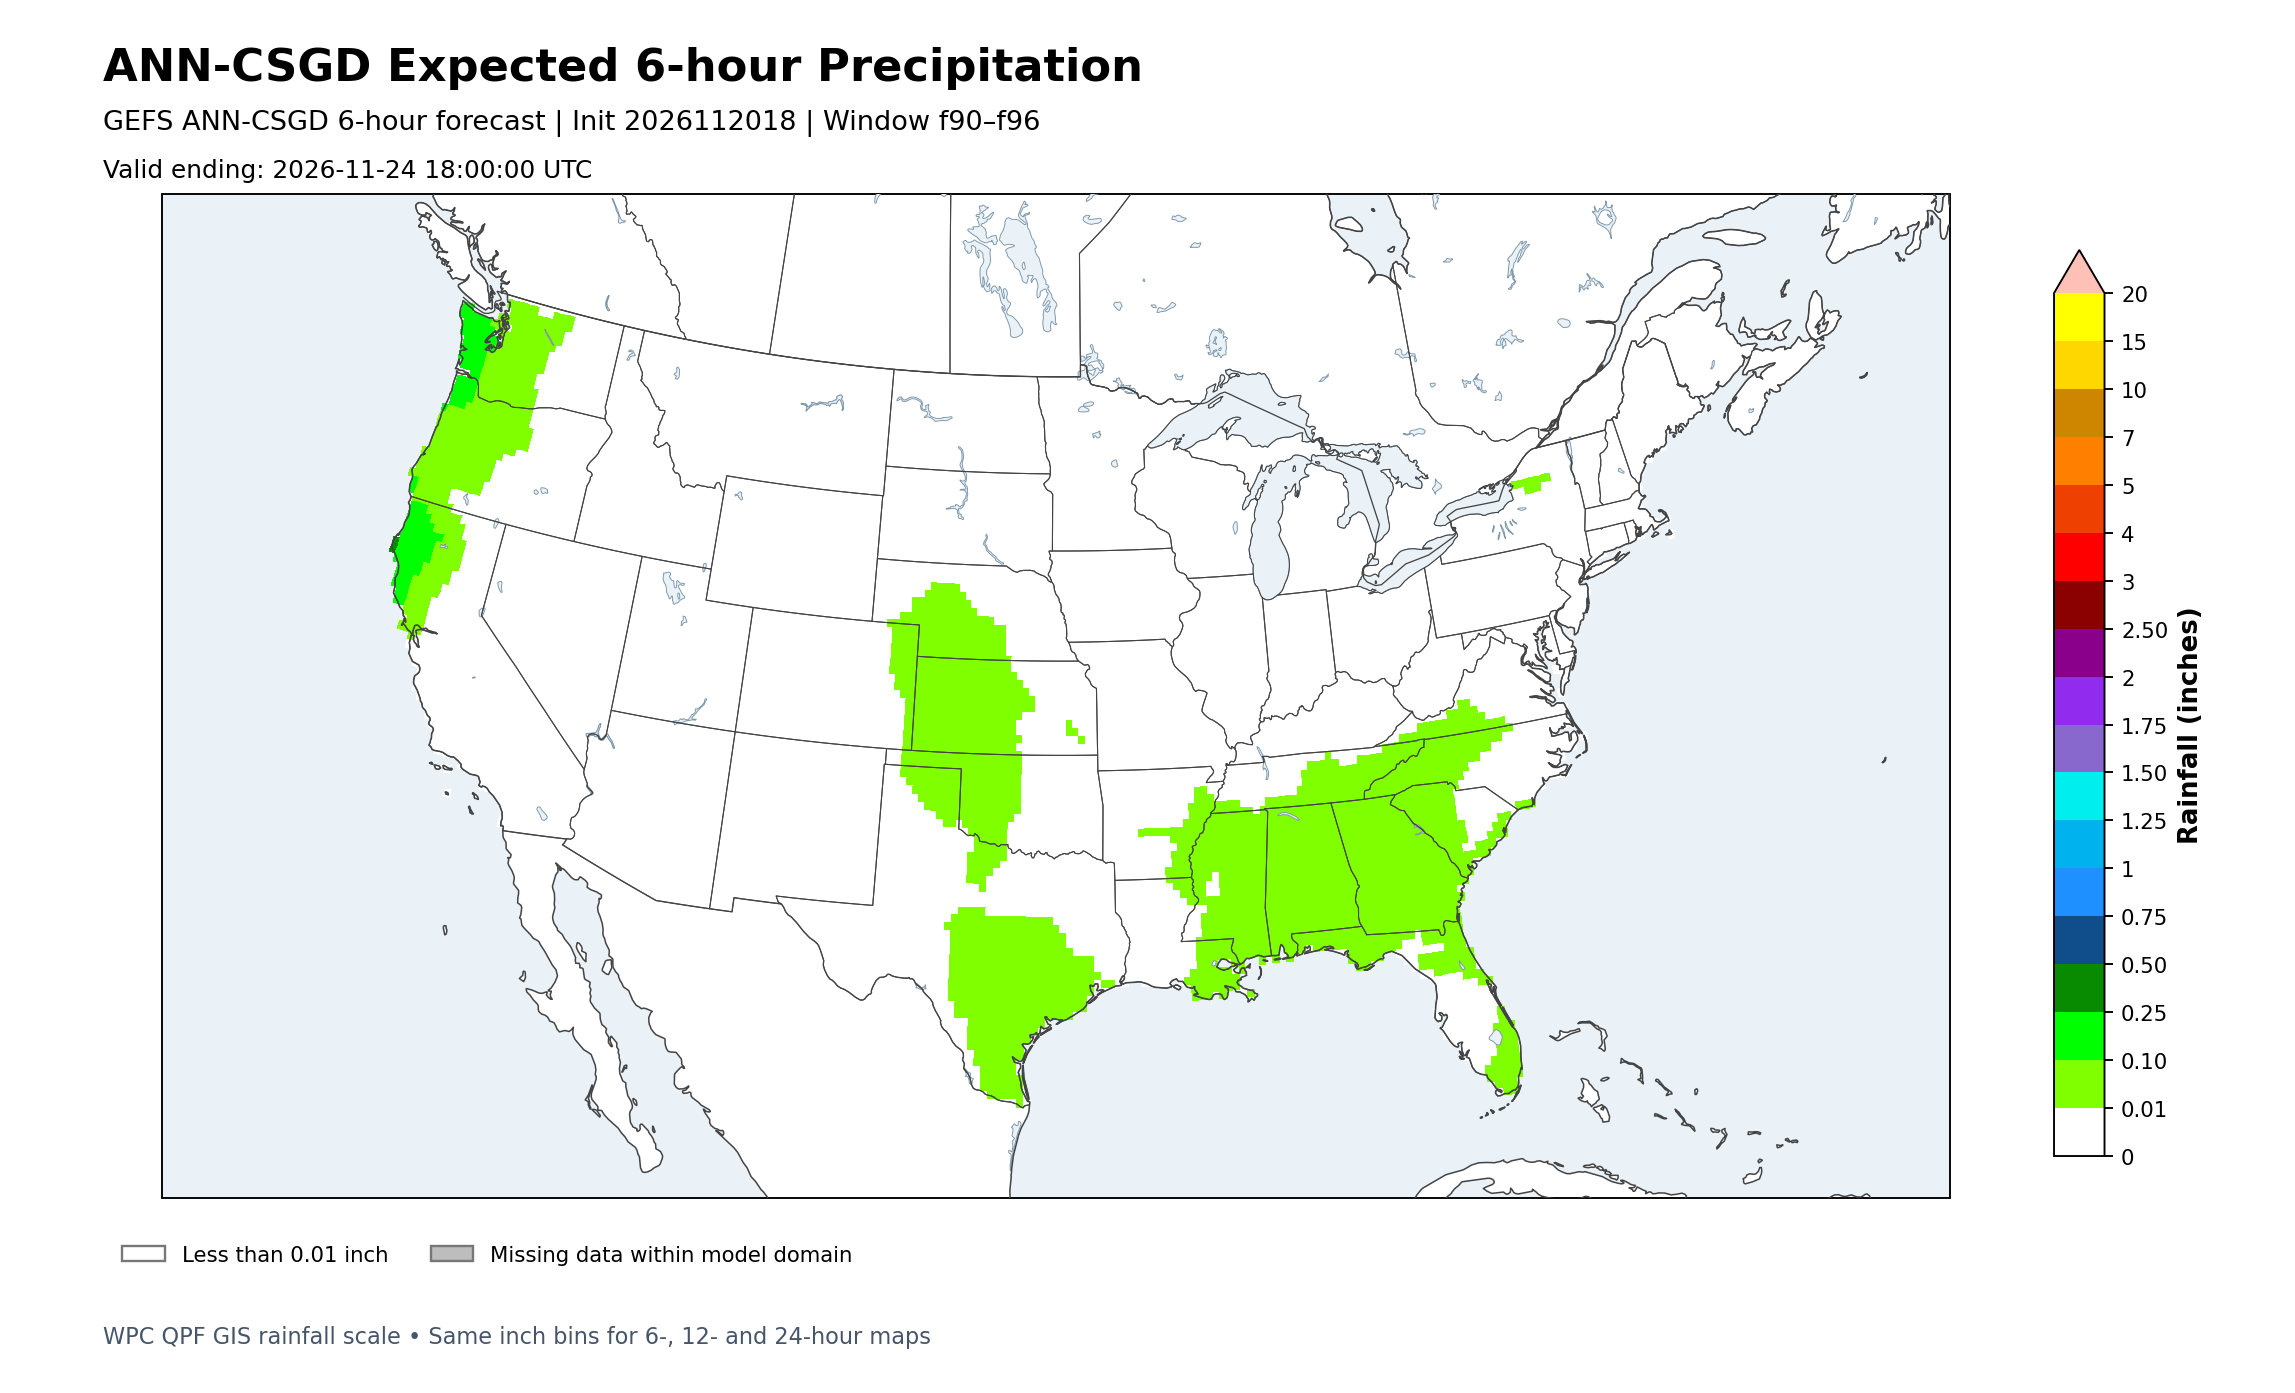 ANN-CSGD Expected 6-hour Precipitation
GEFS ANN-CSGD 6-hour forecast | Init 2026112018 | Window f90–f96
Valid ending: 2026-11-24 18:00:00 UTC
20
15
10
7
5
4
3
2.50
2
1.75
1.50
1.25
1
0.75
0.50
0.25
0.10
0.01
0
Rainfall (inches)
Less than 0.01 inch
Missing data within model domain
WPC QPF GIS rainfall scale • Same inch bins for 6-, 12- and 24-hour maps